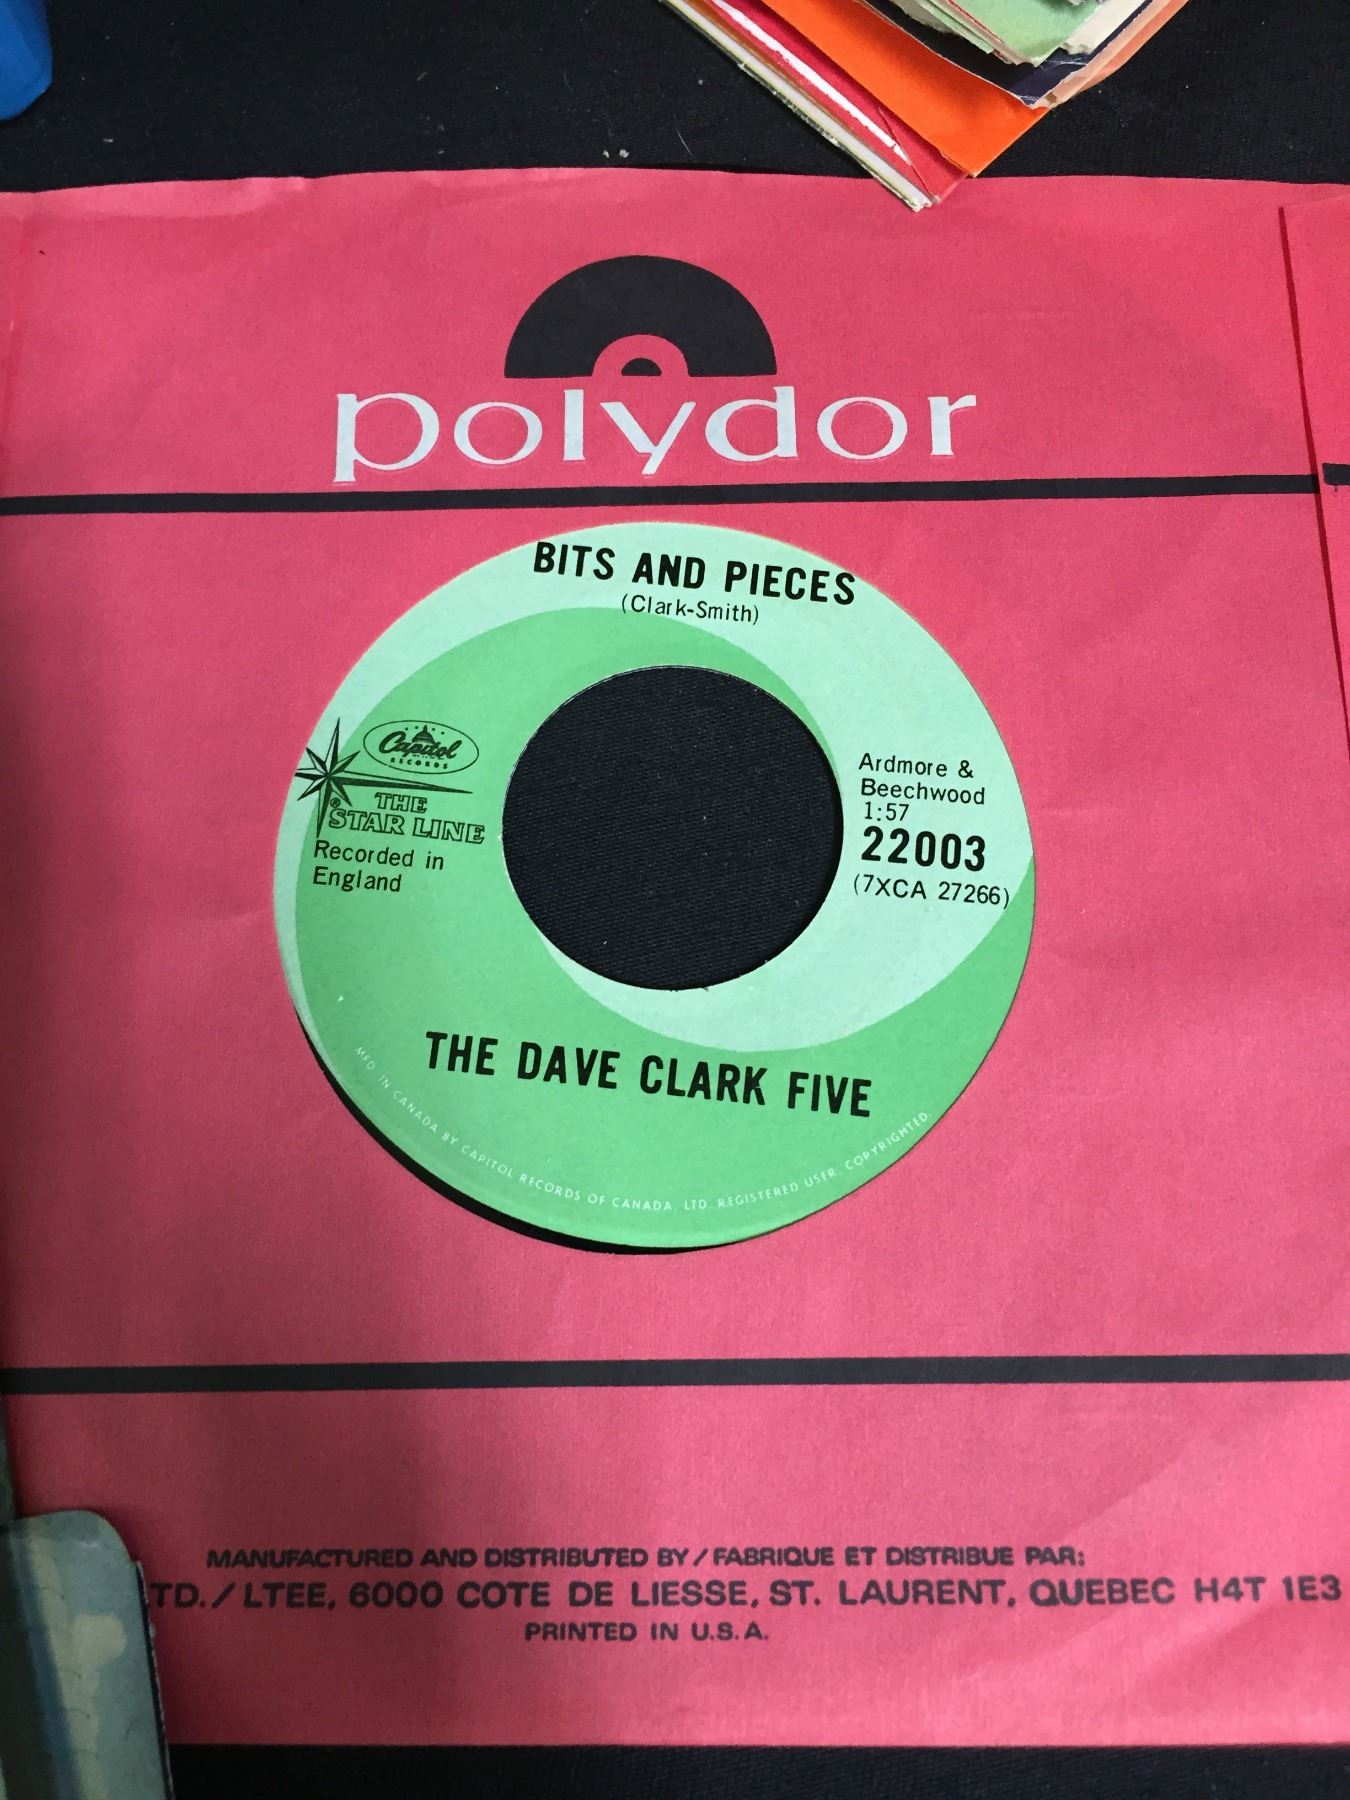 polydor
BITS AND PIECES
(Clark-Smith)
Capitol
RECORDS
THE
STAR LINE
®
Recorded in
England
Ardmore &
Beechwood
1:57
22003
(7XCA 27266)
THE DAVE CLARK FIVE
MFD. IN CANADA BY CAPITOL RECORDS OF CANADA, LTD. REGISTERED USER. COPYRIGHTED.
MANUFACTURED AND DISTRIBUTED BY / FABRIQUE ET DISTRIBUE PAR:
TD. / LTEE, 6000 COTE DE LIESSE, ST. LAURENT, QUEBEC H4T 1E3
PRINTED IN U.S.A.